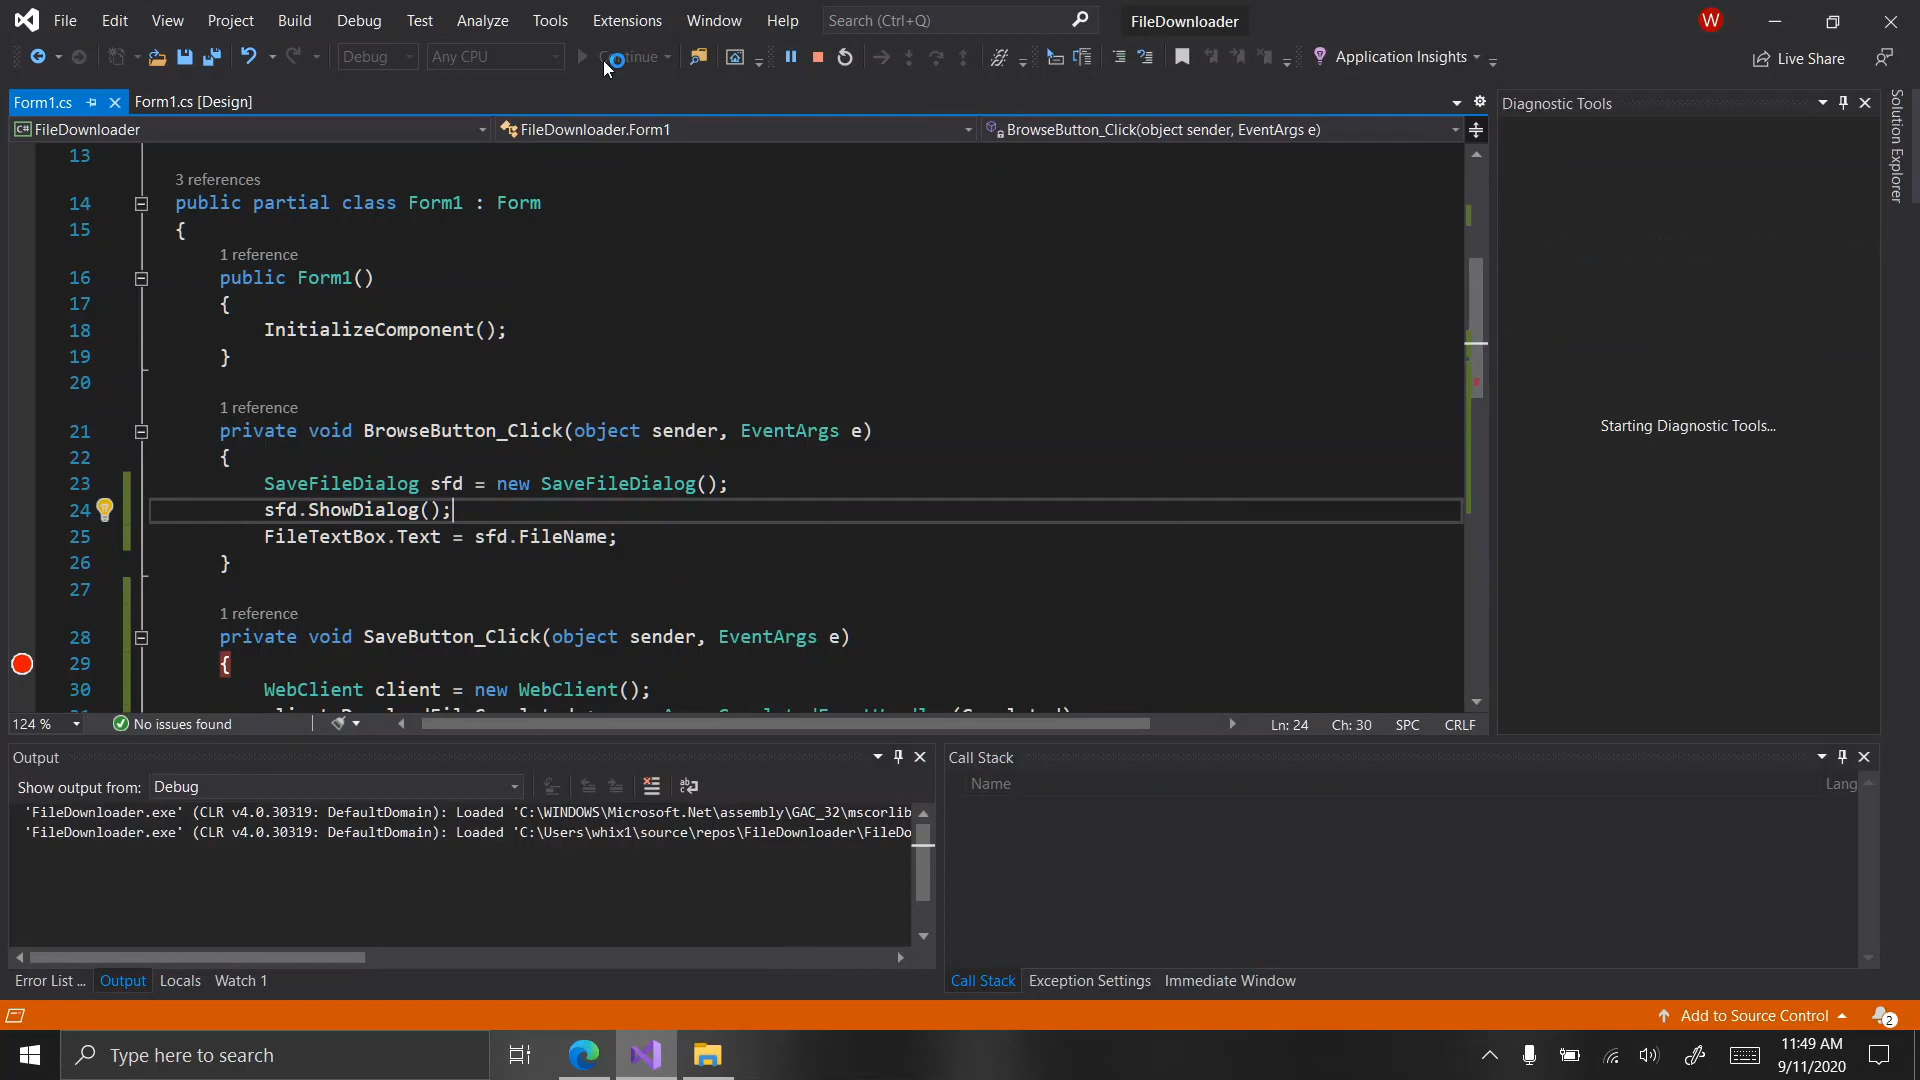 File Edit View Project Build Debug Test Analyze Tools Extensions Window Help Search (Ctrl+Q) FileDownloader W
Debug Any CPU Continue Application Insights Live Share
Form1.cs Form1.cs [Design]
FileDownloader FileDownloader.Form1 BrowseButton_Click(object sender, EventArgs e)
13
3 references
14 public partial class Form1 : Form
15 {
1 reference
16 public Form1()
17 {
18 InitializeComponent();
19 }
20
1 reference
21 private void BrowseButton_Click(object sender, EventArgs e)
22 {
23 SaveFileDialog sfd = new SaveFileDialog();
24 sfd.ShowDialog();
25 FileTextBox.Text = sfd.FileName;
26 }
27
1 reference
28 private void SaveButton_Click(object sender, EventArgs e)
29 {
30 WebClient client = new WebClient();
124 % No issues found Ln: 24 Ch: 30 SPC CRLF
Diagnostic Tools
Starting Diagnostic Tools...
Solution Explorer
Output
Show output from: Debug
'FileDownloader.exe' (CLR v4.0.30319: DefaultDomain): Loaded 'C:\WINDOWS\Microsoft.Net\assembly\GAC_32\mscorlib
'FileDownloader.exe' (CLR v4.0.30319: DefaultDomain): Loaded 'C:\Users\whix1\source\repos\FileDownloader\FileDo
Error List ... Output Locals Watch 1
Call Stack
Name Lang
Call Stack Exception Settings Immediate Window
Add to Source Control 2
Type here to search
11:49 AM
9/11/2020